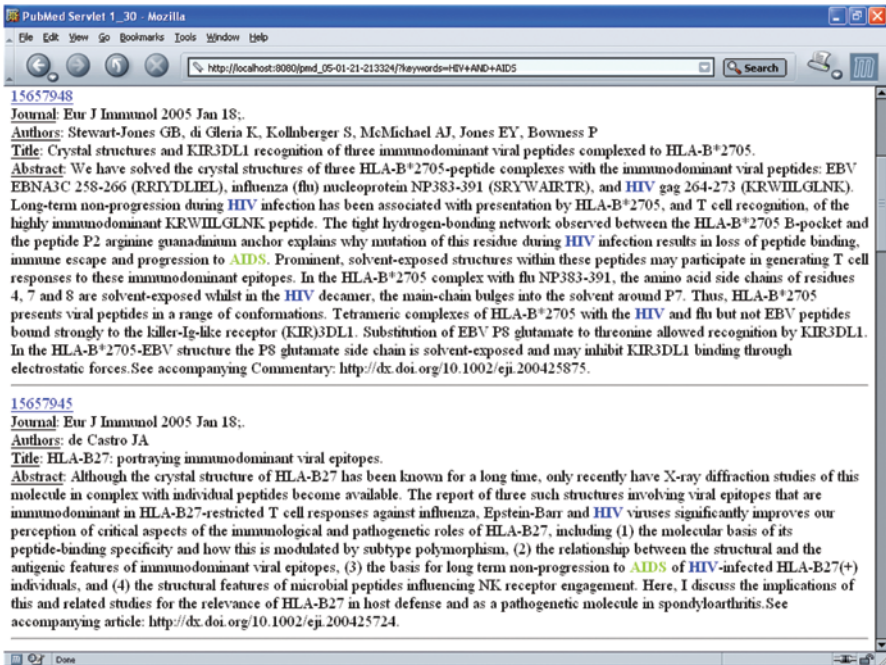 PubMed Servlet 1_30 - Mozilla
File Edit View Go Bookmarks Tools Window Help
http://localhost:8080/pmd_05-01-21-213324/?keywords=HIV+AND+AIDS Search
15657948
Journal: Eur J Immunol 2005 Jan 18;.
Authors: Stewart-Jones GB, di Gleria K, Kollnberger S, McMichael AJ, Jones EY, Bowness P
Title: Crystal structures and KIR3DL1 recognition of three immunodominant viral peptides complexed to HLA-B*2705.
Abstract: We have solved the crystal structures of three HLA-B*2705-peptide complexes with the immunodominant viral peptides: EBV
EBNA3C 258-266 (RRIYDLIEL), influenza (flu) nucleoprotein NP383-391 (SRYWAIRTR), and HIV gag 264-273 (KRWIILGLNK).
Long-term non-progression during HIV infection has been associated with presentation by HLA-B*2705, and T cell recognition, of the
highly immunodominant KRWIILGLNK peptide. The tight hydrogen-bonding network observed between the HLA-B*2705 B-pocket and
the peptide P2 arginine guanadinium anchor explains why mutation of this residue during HIV infection results in loss of peptide binding,
immune escape and progression to AIDS. Prominent, solvent-exposed structures within these peptides may participate in generating T cell
responses to these immunodominant epitopes. In the HLA-B*2705 complex with flu NP383-391, the amino acid side chains of residues
4, 7 and 8 are solvent-exposed whilst in the HIV decamer, the main-chain bulges into the solvent around P7. Thus, HLA-B*2705
presents viral peptides in a range of conformations. Tetrameric complexes of HLA-B*2705 with the HIV and flu but not EBV peptides
bound strongly to the killer-Ig-like receptor (KIR)3DL1. Substitution of EBV P8 glutamate to threonine allowed recognition by KIR3DL1.
In the HLA-B*2705-EBV structure the P8 glutamate side chain is solvent-exposed and may inhibit KIR3DL1 binding through
electrostatic forces.See accompanying Commentary: http://dx.doi.org/10.1002/eji.200425875.
15657945
Journal: Eur J Immunol 2005 Jan 18;.
Authors: de Castro JA
Title: HLA-B27: portraying immunodominant viral epitopes.
Abstract: Although the crystal structure of HLA-B27 has been known for a long time, only recently have X-ray diffraction studies of this
molecule in complex with individual peptides become available. The report of three such structures involving viral epitopes that are
immunodominant in HLA-B27-restricted T cell responses against influenza, Epstein-Barr and HIV viruses significantly improves our
perception of critical aspects of the immunological and pathogenetic roles of HLA-B27, including (1) the molecular basis of its
peptide-binding specificity and how this is modulated by subtype polymorphism, (2) the relationship between the structural and the
antigenic features of immunodominant viral epitopes, (3) the basis for long term non-progression to AIDS of HIV-infected HLA-B27(+)
individuals, and (4) the structural features of microbial peptides influencing NK receptor engagement. Here, I discuss the implications of
this and related studies for the relevance of HLA-B27 in host defense and as a pathogenetic molecule in spondyloarthritis.See
accompanying article: http://dx.doi.org/10.1002/eji.200425724.
Done